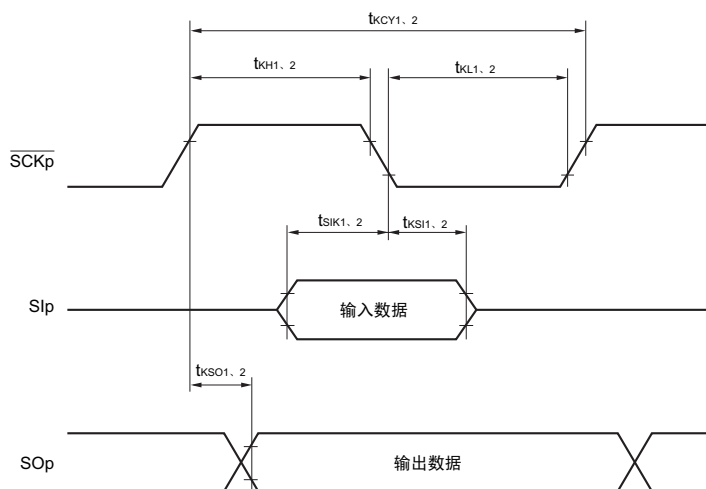 tKCY1、2
tKH1、2
tKL1、2
SCKp
tSIK1、2
tKSI1、2
SIp
输入数据
tKSO1、2
SOp
输出数据